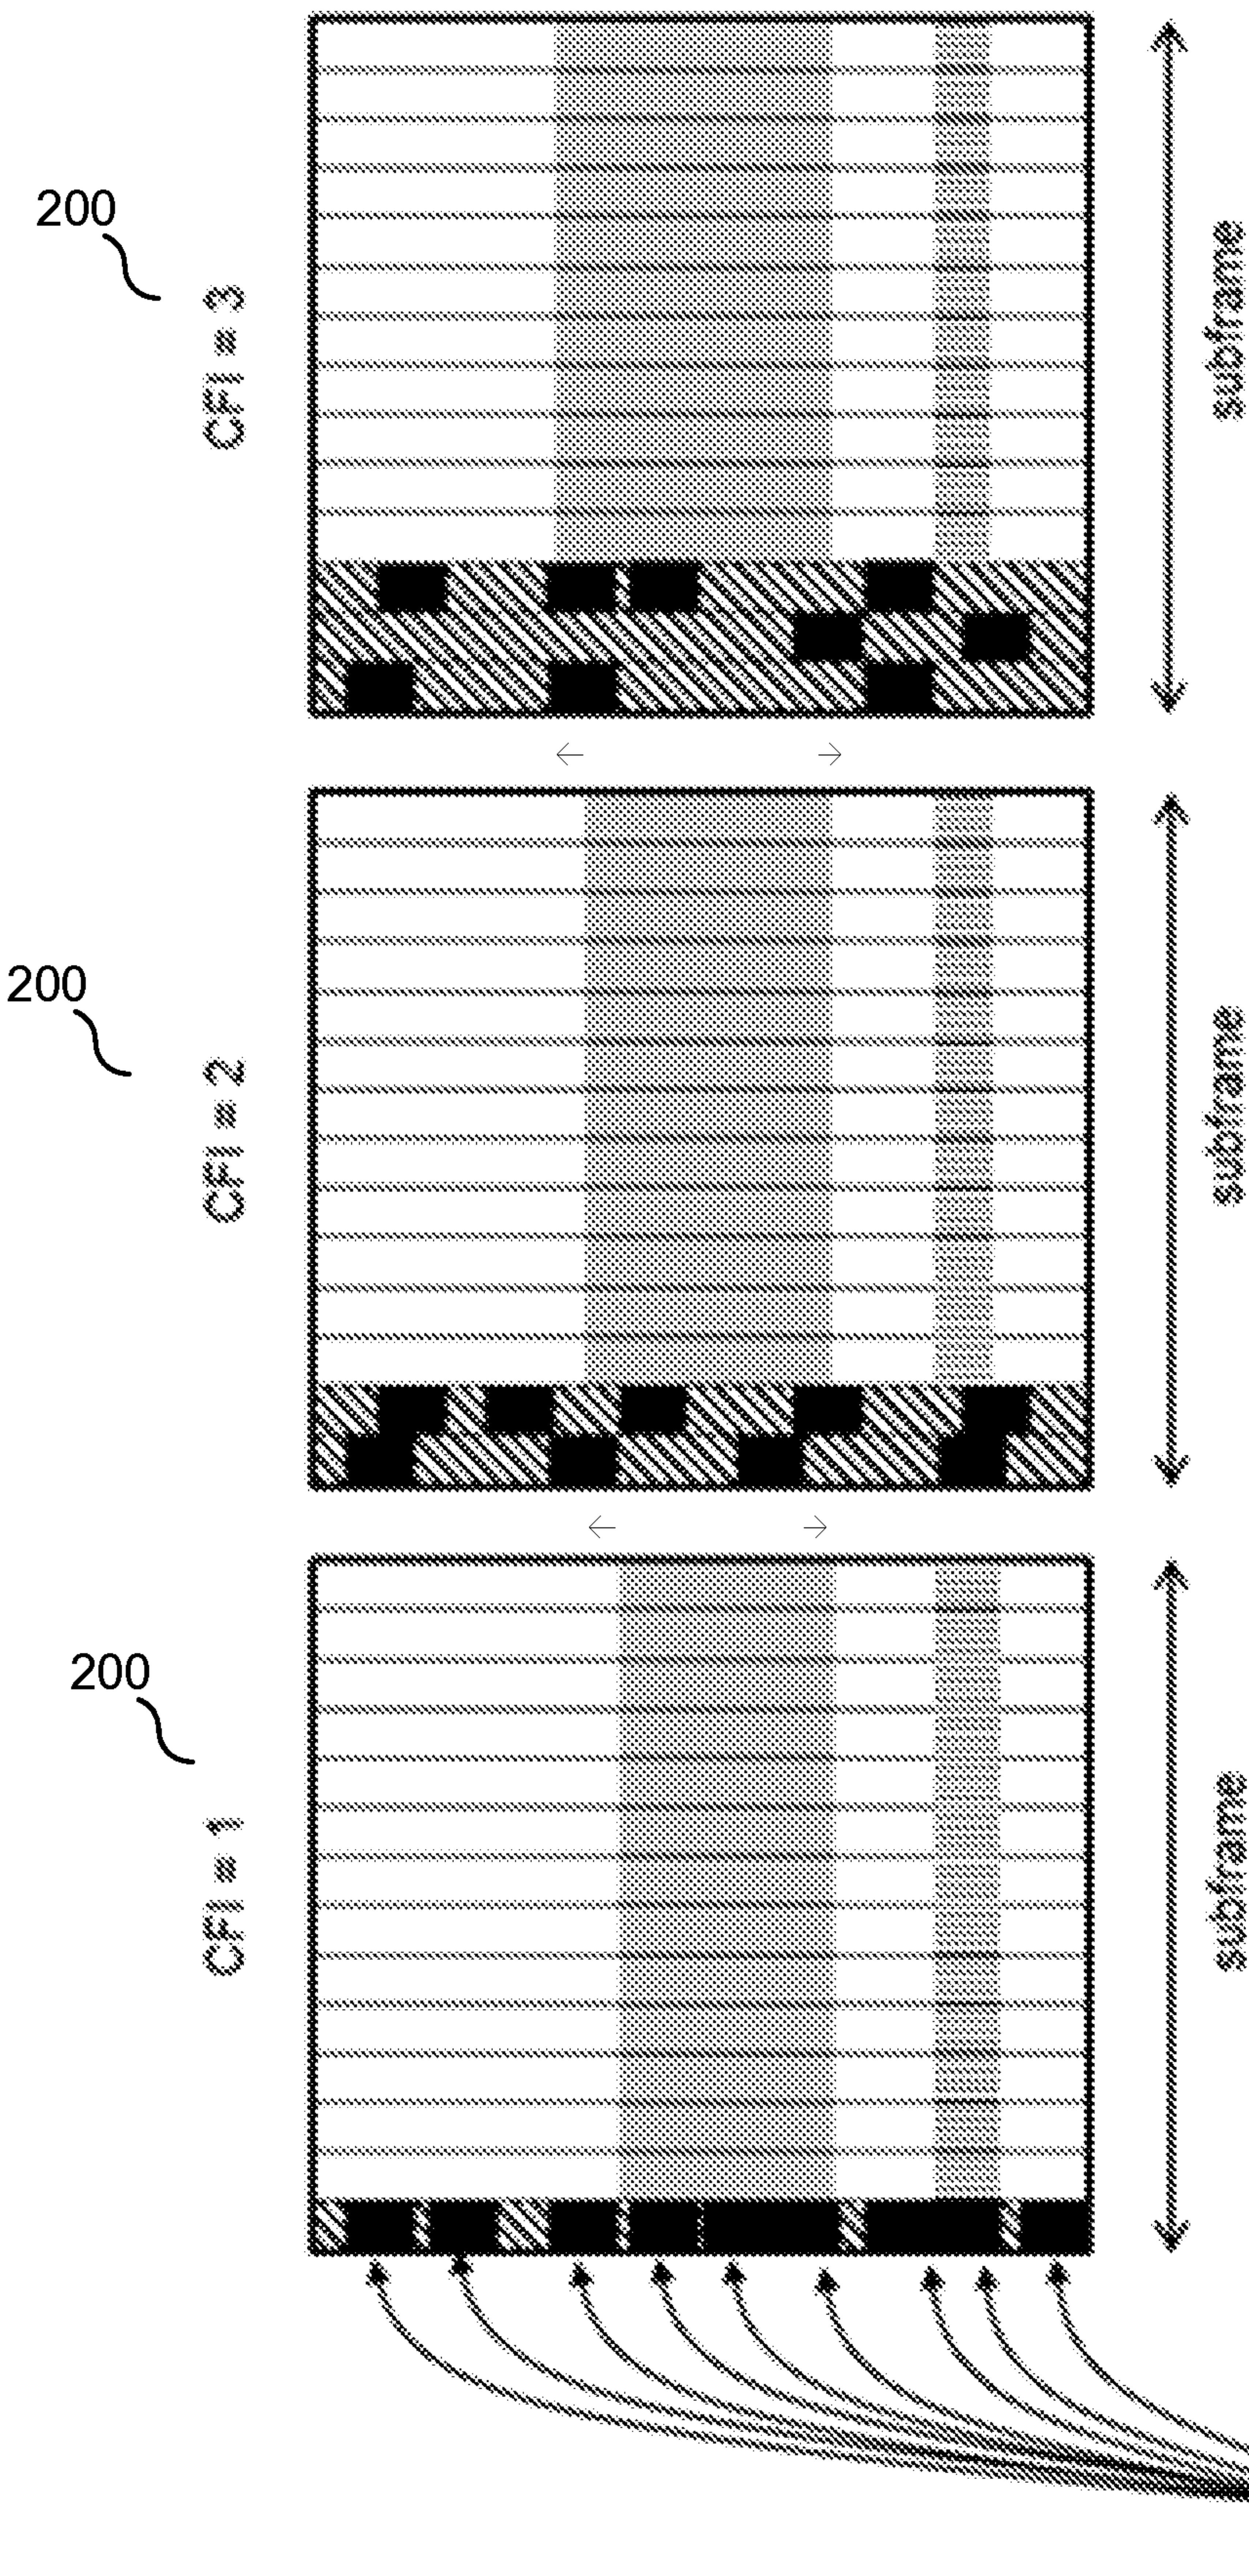 200
CFI = 3
subframe
200
CFI = 2
subframe
200
CFI = 1
subframe